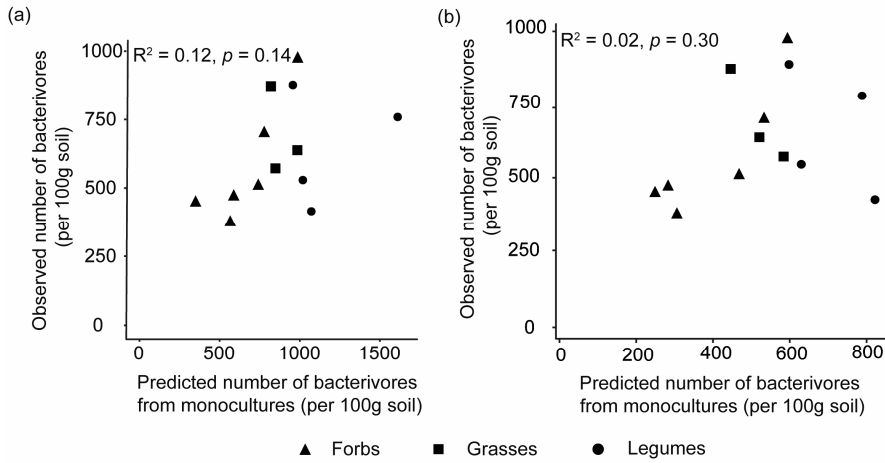 (a)
R² = 0.12, p = 0.14
1000
750
500
250
0
0 500 1000 1500
Observed number of bacterivores
(per 100g soil)
Predicted number of bacterivores
from monocultures (per 100g soil)
(b)
R² = 0.02, p = 0.30
1000
750
500
250
0
0 200 400 600 800
Observed number of bacterivores
(per 100g soil)
Predicted number of bacterivores
from monocultures (per 100g soil)
Forbs Grasses Legumes